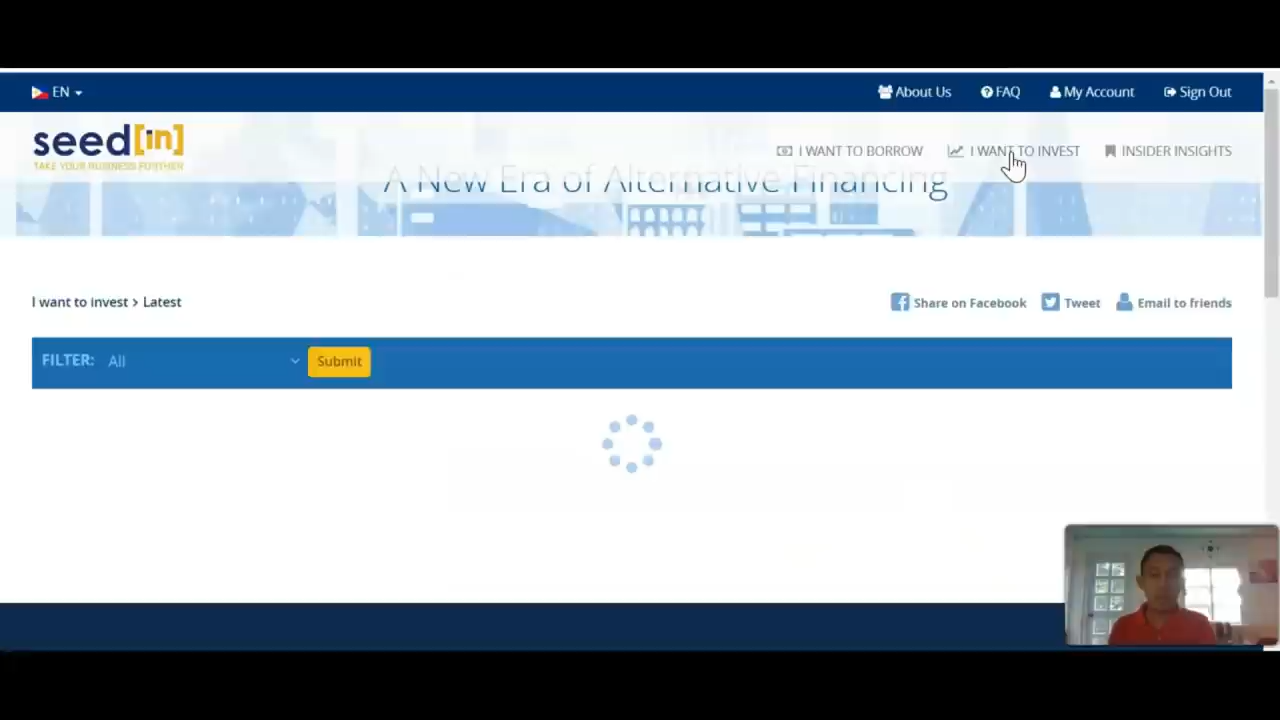 EN
About Us
FAQ
My Account
Sign Out
seed[in]
TAKE YOUR BUSINESS FURTHER
I WANT TO BORROW
I WANT TO INVEST
INSIDER INSIGHTS
A New Era of Alternative Financing
I want to invest > Latest
Share on Facebook
Tweet
Email to friends
FILTER: All
Submit